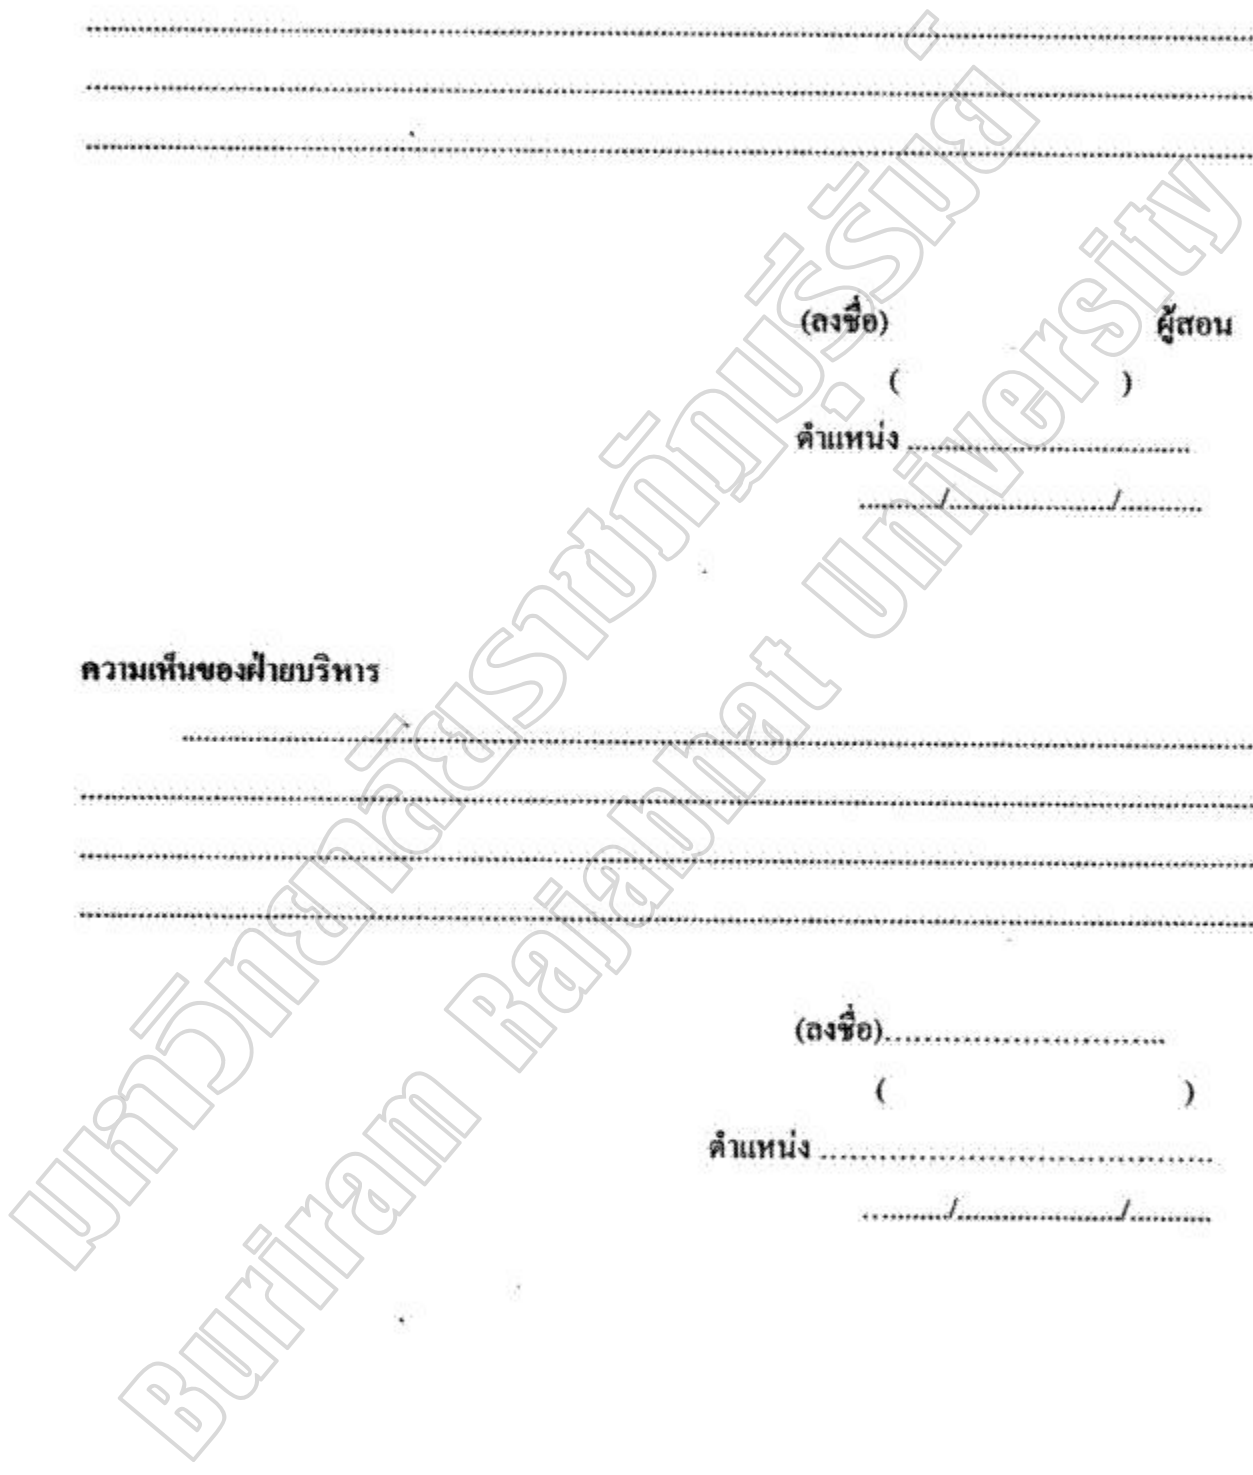 ........................................................................................................................
........................................................................................................................
........................................................................................................................
(ลงชื่อ) ผู้สอน
( )
ตำแหน่ง ........................................
.........../......................../............
ความเห็นของฝ่ายบริหาร
........................................................................................................................
........................................................................................................................
........................................................................................................................
........................................................................................................................
(ลงชื่อ)........................................
( )
ตำแหน่ง ........................................
.........../......................../............
มหาวิทยาลัยราชภัฏบุรีรัมย์
Buriram Rajabhat University